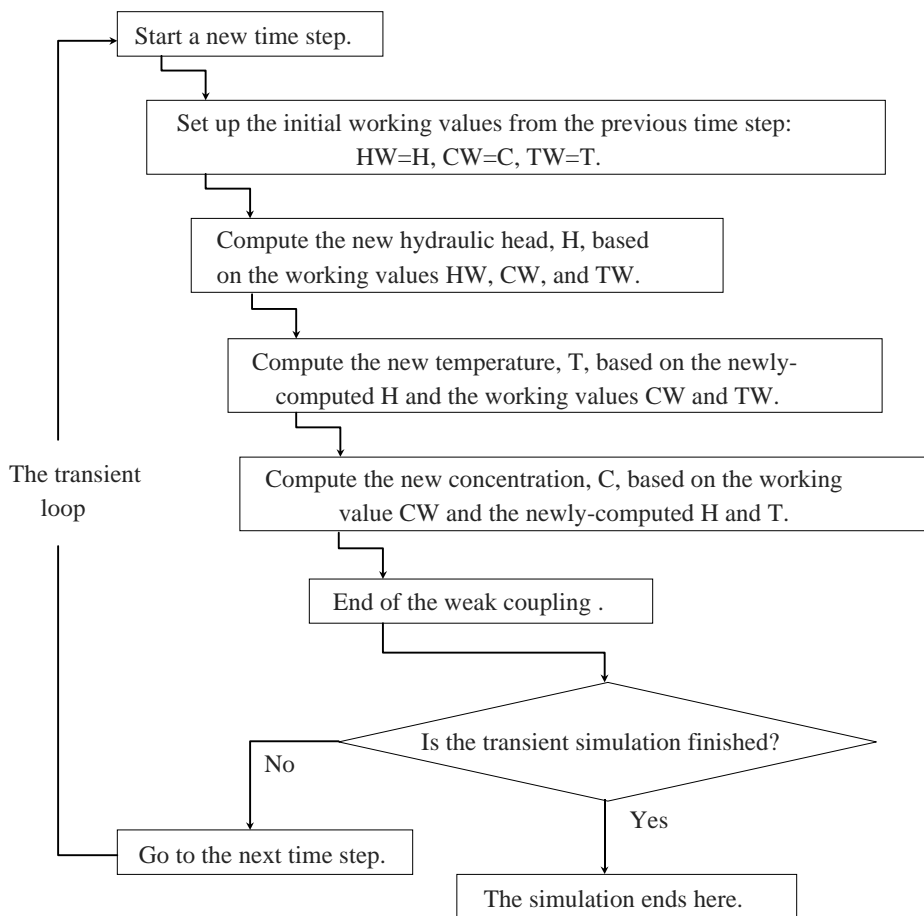 Start a new time step.
Set up the initial working values from the previous time step:
HW=H, CW=C, TW=T.
Compute the new hydraulic head, H, based
on the working values HW, CW, and TW.
Compute the new temperature, T, based on the newly-
computed H and the working values CW and TW.
The transient
loop
Compute the new concentration, C, based on the working
value CW and the newly-computed H and T.
End of the weak coupling .
Is the transient simulation finished?
No
Yes
Go to the next time step.
The simulation ends here.